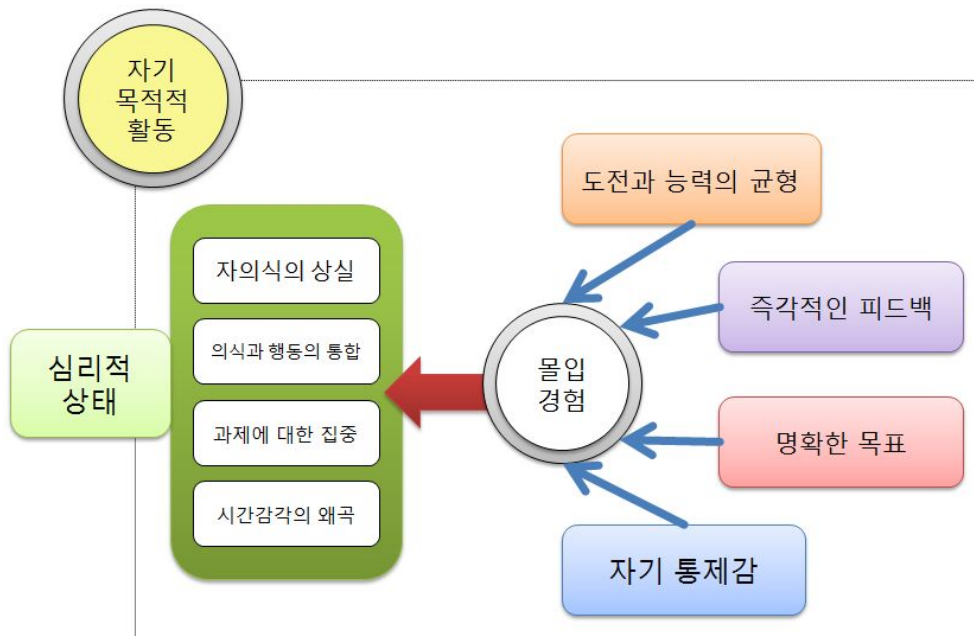 자기
목적적
활동
도전과 능력의 균형
자의식의 상실
즉각적인 피드백
의식과 행동의 통합
심리적
상태
몰입
경험
과제에 대한 집중
명확한 목표
시간감각의 왜곡
자기 통제감